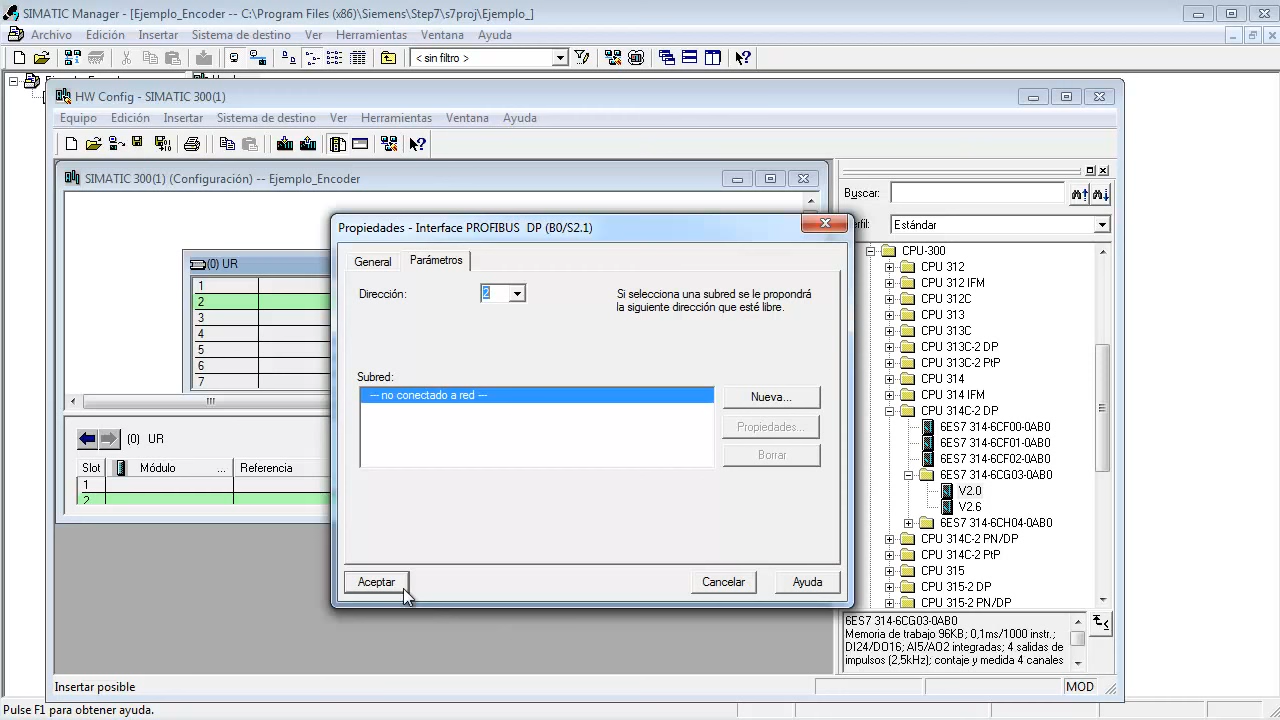 SIMATIC Manager - [Ejemplo_Encoder -- C:\Program Files (x86)\Siemens\Step7\s7proj\Ejemplo_]
Archivo Edición Insertar Sistema de destino Ver Herramientas Ventana Ayuda
< sin filtro >
HW Config - SIMATIC 300(1)
Equipo Edición Insertar Sistema de destino Ver Herramientas Ventana Ayuda
SIMATIC 300(1) (Configuración) -- Ejemplo_Encoder
(0) UR
1
2
3
4
5
6
7
(0) UR
Slot Módulo ... Referencia
1
2
Propiedades - Interface PROFIBUS DP (B0/S2.1)
General Parámetros
Dirección: 2
Si selecciona una subred se le propondrá
la siguiente dirección que esté libre.
Subred:
--- no conectado a red ---
Nueva...
Propiedades...
Borrar
Aceptar Cancelar Ayuda
Buscar:
erfil: Estándar
CPU-300
CPU 312
CPU 312 IFM
CPU 312C
CPU 313
CPU 313C
CPU 313C-2 DP
CPU 313C-2 PtP
CPU 314
CPU 314 IFM
CPU 314C-2 DP
6ES7 314-6CF00-0AB0
6ES7 314-6CF01-0AB0
6ES7 314-6CF02-0AB0
6ES7 314-6CG03-0AB0
V2.0
V2.6
6ES7 314-6CH04-0AB0
CPU 314C-2 PN/DP
CPU 314C-2 PtP
CPU 315
CPU 315-2 DP
CPU 315-2 PN/DP
6ES7 314-6CG03-0AB0
Memoria de trabajo 96KB; 0,1ms/1000 instr.;
DI24/DO16; AI5/AO2 integradas; 4 salidas de
impulsos (2,5kHz); contaje y medida 4 canales
Insertar posible
MOD
Pulse F1 para obtener ayuda.